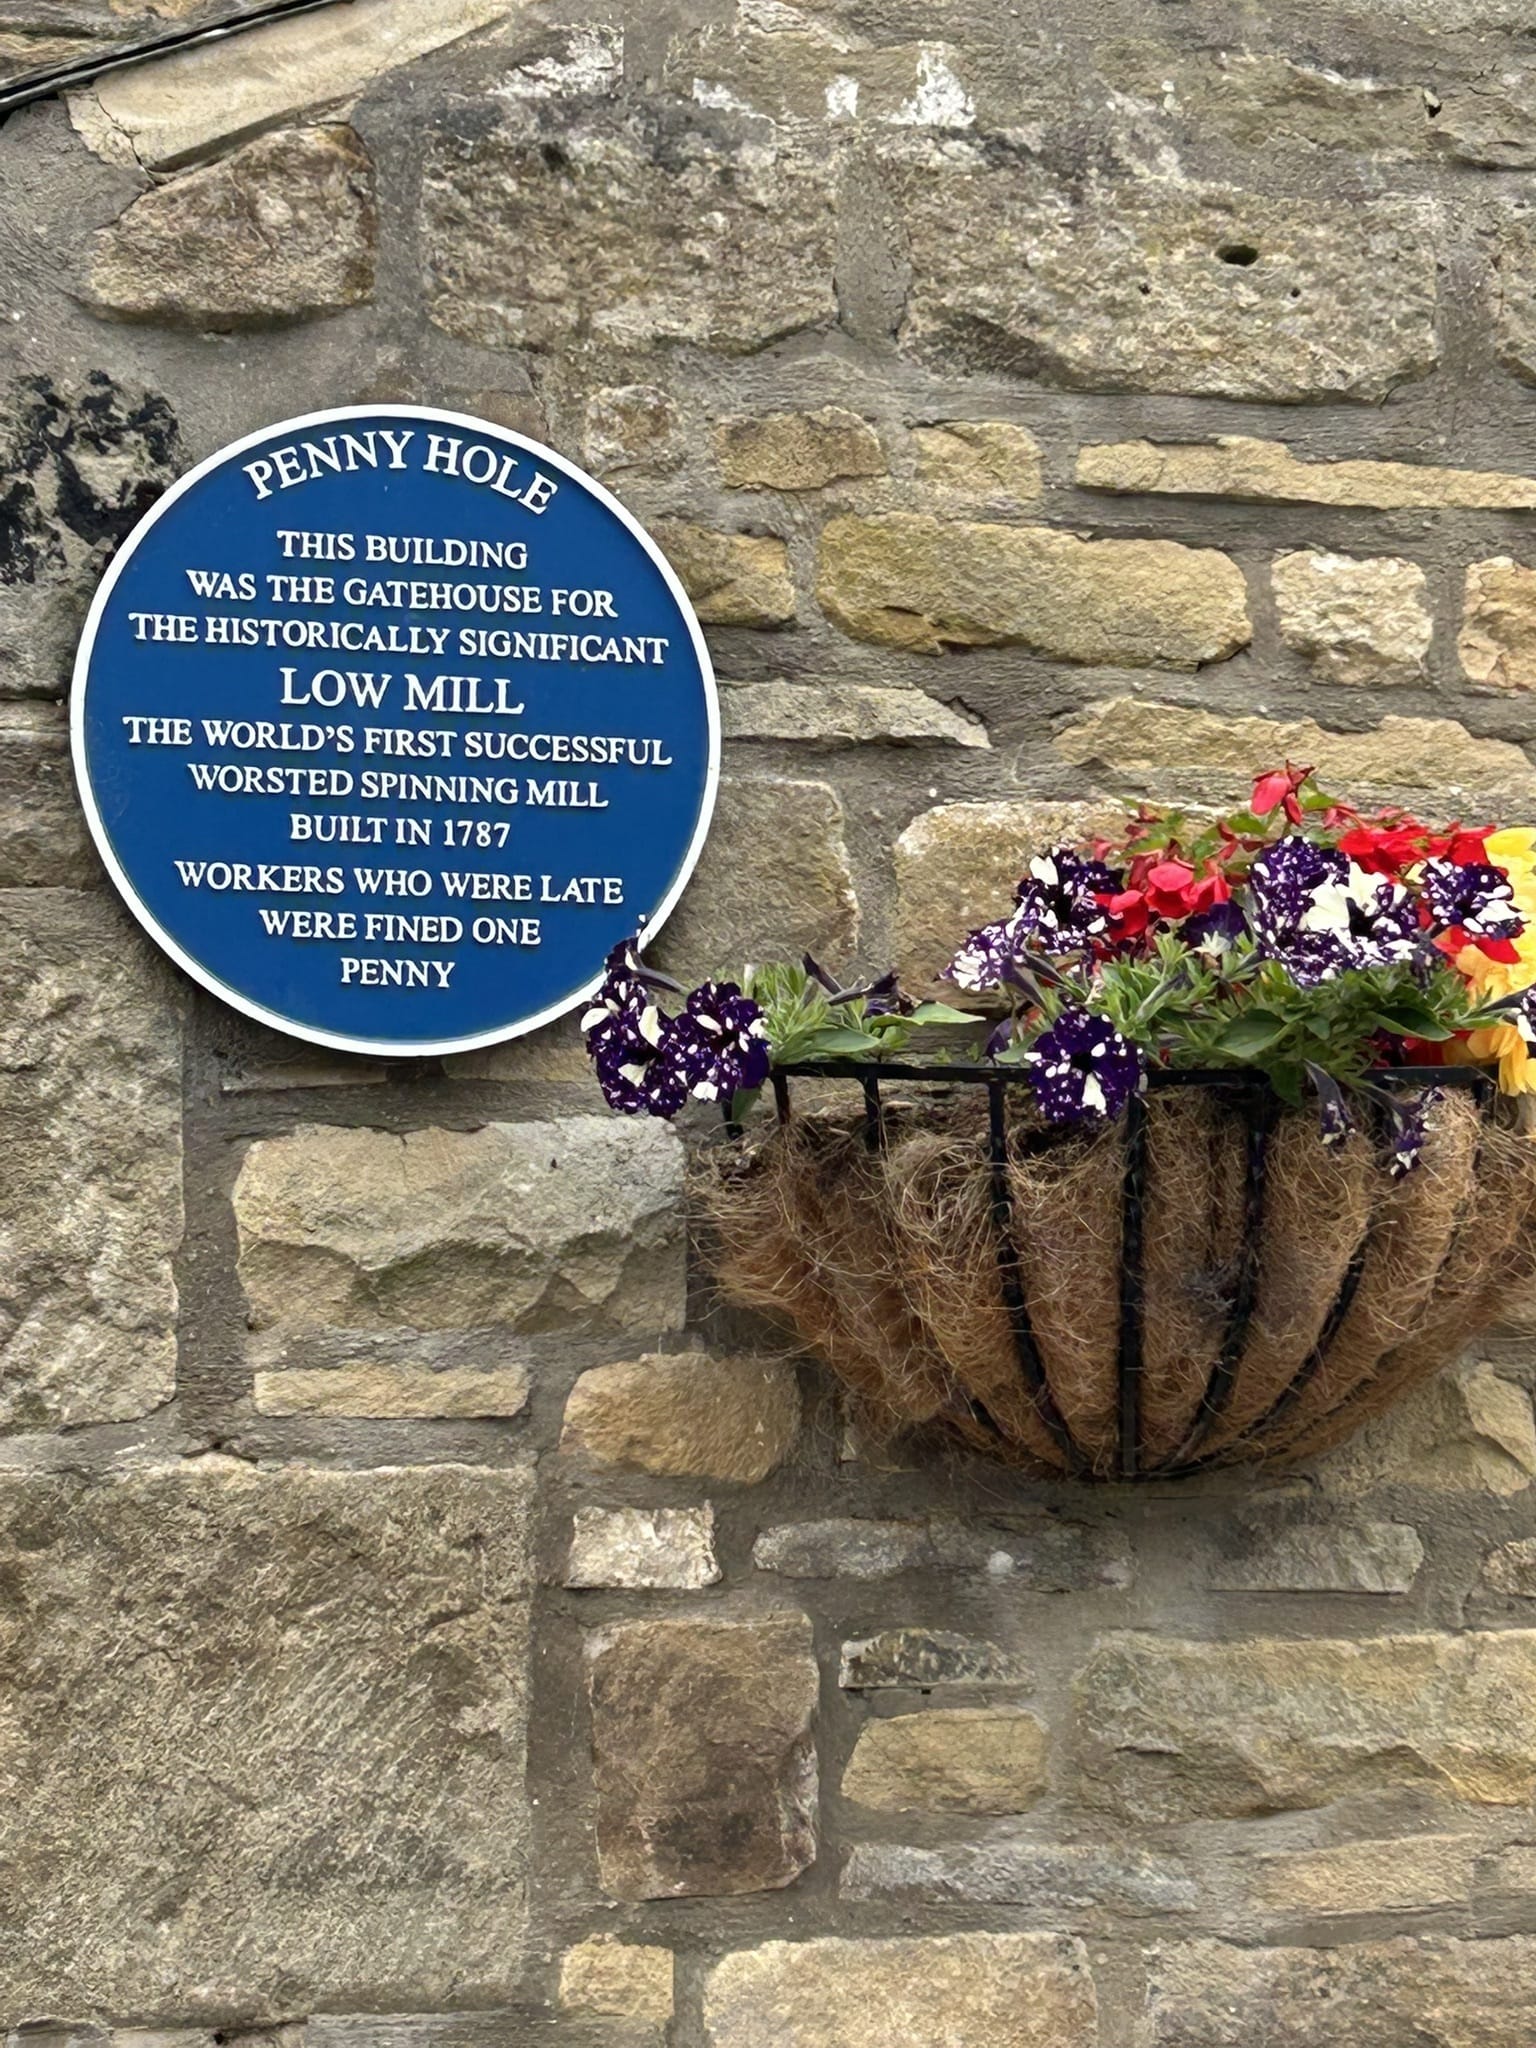 PENNY HOLE
THIS BUILDING
WAS THE GATEHOUSE FOR
THE HISTORICALLY SIGNIFICANT
LOW MILL
THE WORLD'S FIRST SUCCESSFUL
WORSTED SPINNING MILL
BUILT IN 1787
WORKERS WHO WERE LATE
WERE FINED ONE
PENNY